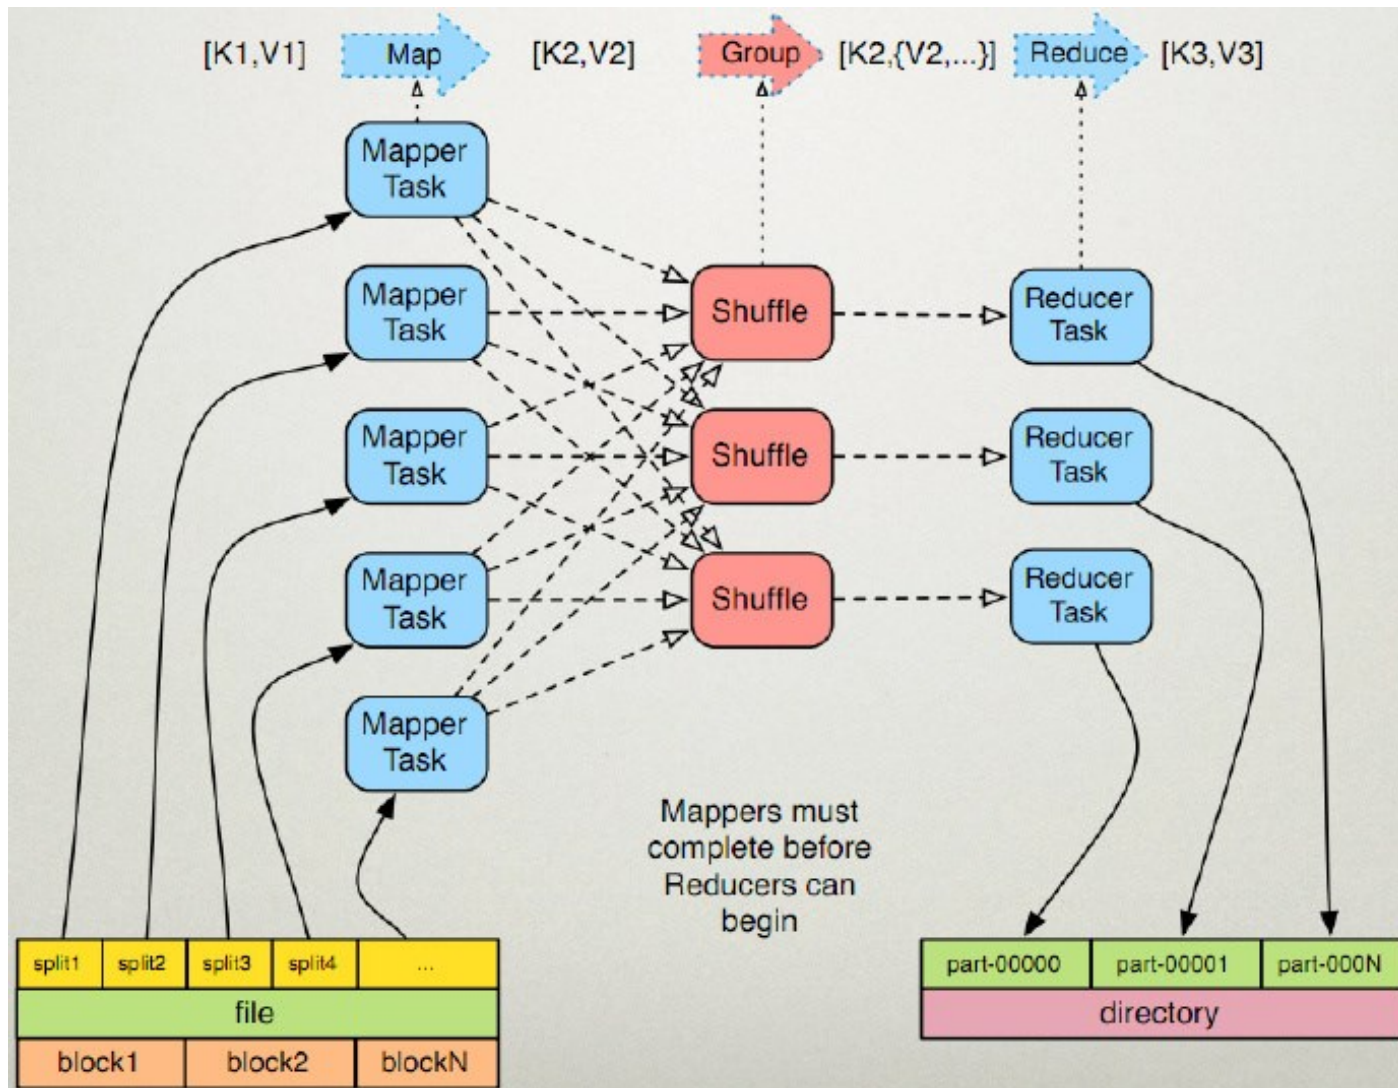 [K1,V1]
Map
[K2,V2]
Group
[K2,{V2,...}]
Reduce
[K3,V3]
Mapper
Task
Mapper
Task
Shuffle
Reducer
Task
Mapper
Task
Shuffle
Reducer
Task
Mapper
Task
Shuffle
Reducer
Task
Mapper
Task
Mappers must
complete before
Reducers can
begin
split1
split2
split3
split4
...
file
block1
block2
blockN
part-00000
part-00001
part-000N
directory